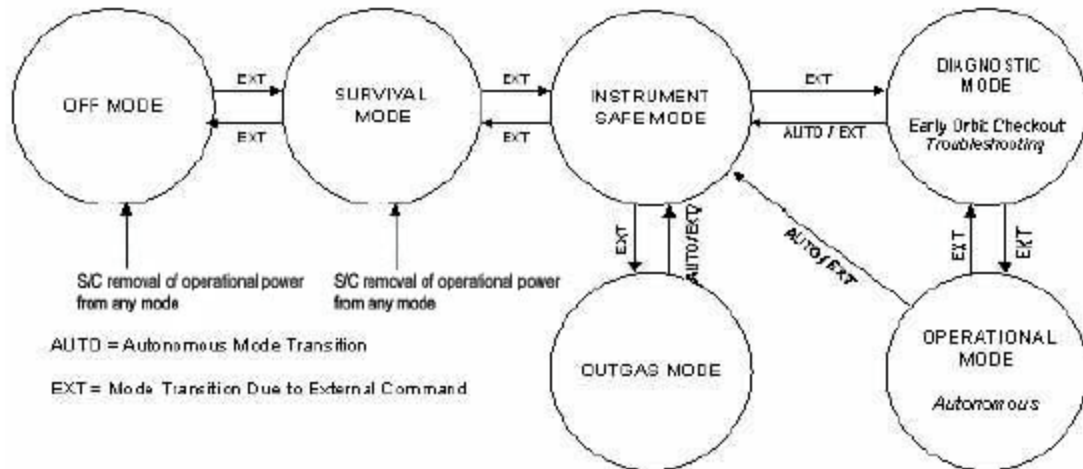 OFF MODE
EXT
EXT
SURVIVAL
MODE
EXT
EXT
INSTRUMENT
SAFE MODE
EXT
AUTO / EXT
DIAGNOSTIC
MODE
Early Orbit Checkout
Troubleshooting
S/C removal of operational power
from any mode
S/C removal of operational power
from any mode
EXT
AUTO/EXT
AUTO/EXT
EXT
EXT
OUTGAS MODE
OPERATIONAL
MODE
Autonomous
AUTO = Autonomous Mode Transition
EXT = Mode Transition Due to External Command